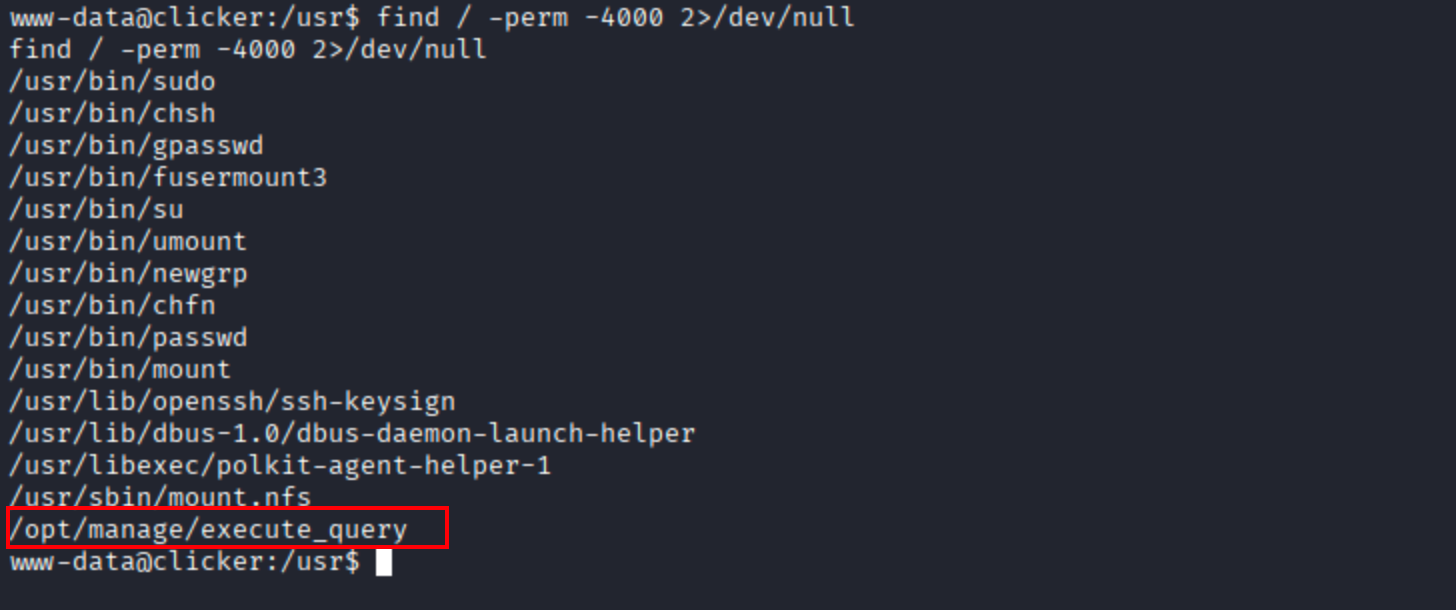 www-data@clicker:/usr$ find / -perm -4000 2>/dev/null
find / -perm -4000 2>/dev/null
/usr/bin/sudo
/usr/bin/chsh
/usr/bin/gpasswd
/usr/bin/fusermount3
/usr/bin/su
/usr/bin/umount
/usr/bin/newgrp
/usr/bin/chfn
/usr/bin/passwd
/usr/bin/mount
/usr/lib/openssh/ssh-keysign
/usr/lib/dbus-1.0/dbus-daemon-launch-helper
/usr/libexec/polkit-agent-helper-1
/usr/sbin/mount.nfs
/opt/manage/execute_query
www-data@clicker:/usr$